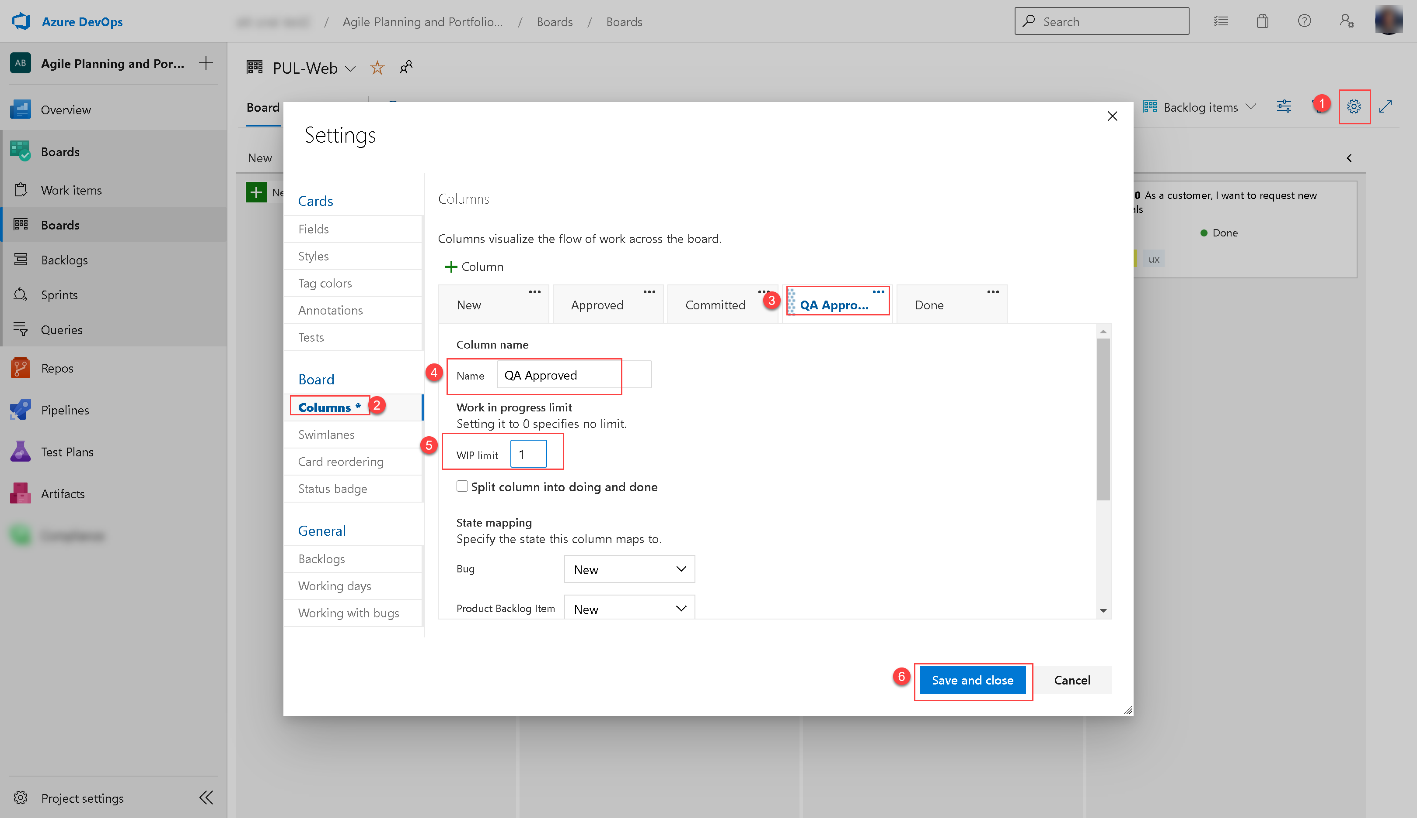 Azure DevOps
/
Agile Planning and Portfolio...
/
Boards
/
Boards
Search
AB
Agile Planning and Por...
PUL-Web
Overview
Board
Backlog items
1
Boards
Settings
New
Work items
Cards
Columns
As a customer, I want to request new
Boards
Fields
Columns visualize the flow of work across the board.
Done
Styles
ux
Backlogs
Column
Tag colors
Sprints
New
Approved
Committed
3
QA Appro...
Done
Annotations
Queries
Tests
Column name
Repos
4
Name
QA Approved
Board
Columns *
2
Work in progress limit
Pipelines
Setting it to 0 specifies no limit.
Swimlanes
5
WIP limit
1
Test Plans
Card reordering
Split column into doing and done
Status badge
Artifacts
State mapping
General
Specify the state this column maps to.
Backlogs
Bug
New
Working days
Product Backlog Item
New
Working with bugs
6
Save and close
Cancel
Project settings